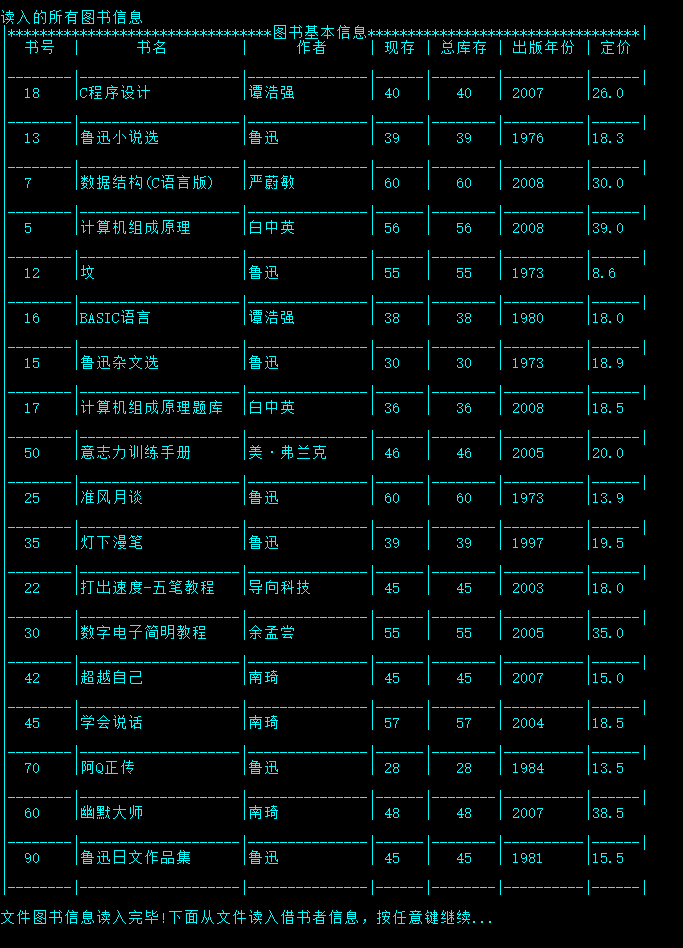 读入的所有图书信息
|*********************************图书基本信息**********************************|
| 书号 | 书名 | 作者 | 现存 | 总库存 | 出版年份 | 定价
|--------|--------------------|---------------|------|--------|----------|------|
| 18 |C程序设计 |谭浩强 | 40 | 40 | 2007 |26.0
|--------|--------------------|---------------|------|--------|----------|------|
| 13 |鲁迅小说选 |鲁迅 | 39 | 39 | 1976 |18.3
|--------|--------------------|---------------|------|--------|----------|------|
| 7 |数据结构(C语言版) |严蔚敏 | 60 | 60 | 2008 |30.0
|--------|--------------------|---------------|------|--------|----------|------|
| 5 |计算机组成原理 |白中英 | 56 | 56 | 2008 |39.0
|--------|--------------------|---------------|------|--------|----------|------|
| 12 |坟 |鲁迅 | 55 | 55 | 1973 |8.6
|--------|--------------------|---------------|------|--------|----------|------|
| 16 |BASIC语言 |谭浩强 | 38 | 38 | 1980 |18.0
|--------|--------------------|---------------|------|--------|----------|------|
| 15 |鲁迅杂文选 |鲁迅 | 30 | 30 | 1973 |18.9
|--------|--------------------|---------------|------|--------|----------|------|
| 17 |计算机组成原理题库 |白中英 | 36 | 36 | 2008 |18.5
|--------|--------------------|---------------|------|--------|----------|------|
| 50 |意志力训练手册 |美·弗兰克 | 46 | 46 | 2005 |20.0
|--------|--------------------|---------------|------|--------|----------|------|
| 25 |准风月谈 |鲁迅 | 60 | 60 | 1973 |13.9
|--------|--------------------|---------------|------|--------|----------|------|
| 35 |灯下漫笔 |鲁迅 | 39 | 39 | 1997 |19.5
|--------|--------------------|---------------|------|--------|----------|------|
| 22 |打出速度-五笔教程 |导向科技 | 45 | 45 | 2003 |18.0
|--------|--------------------|---------------|------|--------|----------|------|
| 30 |数字电子简明教程 |余孟尝 | 55 | 55 | 2005 |35.0
|--------|--------------------|---------------|------|--------|----------|------|
| 42 |超越自己 |南琦 | 45 | 45 | 2007 |15.0
|--------|--------------------|---------------|------|--------|----------|------|
| 45 |学会说话 |南琦 | 57 | 57 | 2004 |18.5
|--------|--------------------|---------------|------|--------|----------|------|
| 70 |阿Q正传 |鲁迅 | 28 | 28 | 1984 |13.5
|--------|--------------------|---------------|------|--------|----------|------|
| 60 |幽默大师 |南琦 | 48 | 48 | 2007 |38.5
|--------|--------------------|---------------|------|--------|----------|------|
| 90 |鲁迅日文作品集 |鲁迅 | 45 | 45 | 1981 |15.5
|--------|--------------------|---------------|------|--------|----------|------|
文件图书信息读入完毕!下面从文件读入借书者信息，按任意键继续...